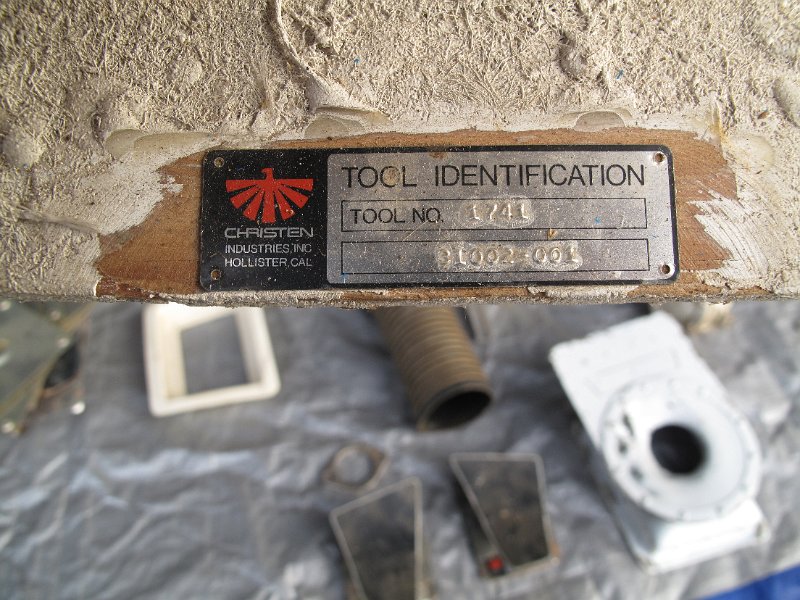 TOOL IDENTIFICATION
TOOL NO. 1741
91002-001
CHRISTEN
INDUSTRIES, INC
HOLLISTER, CAL